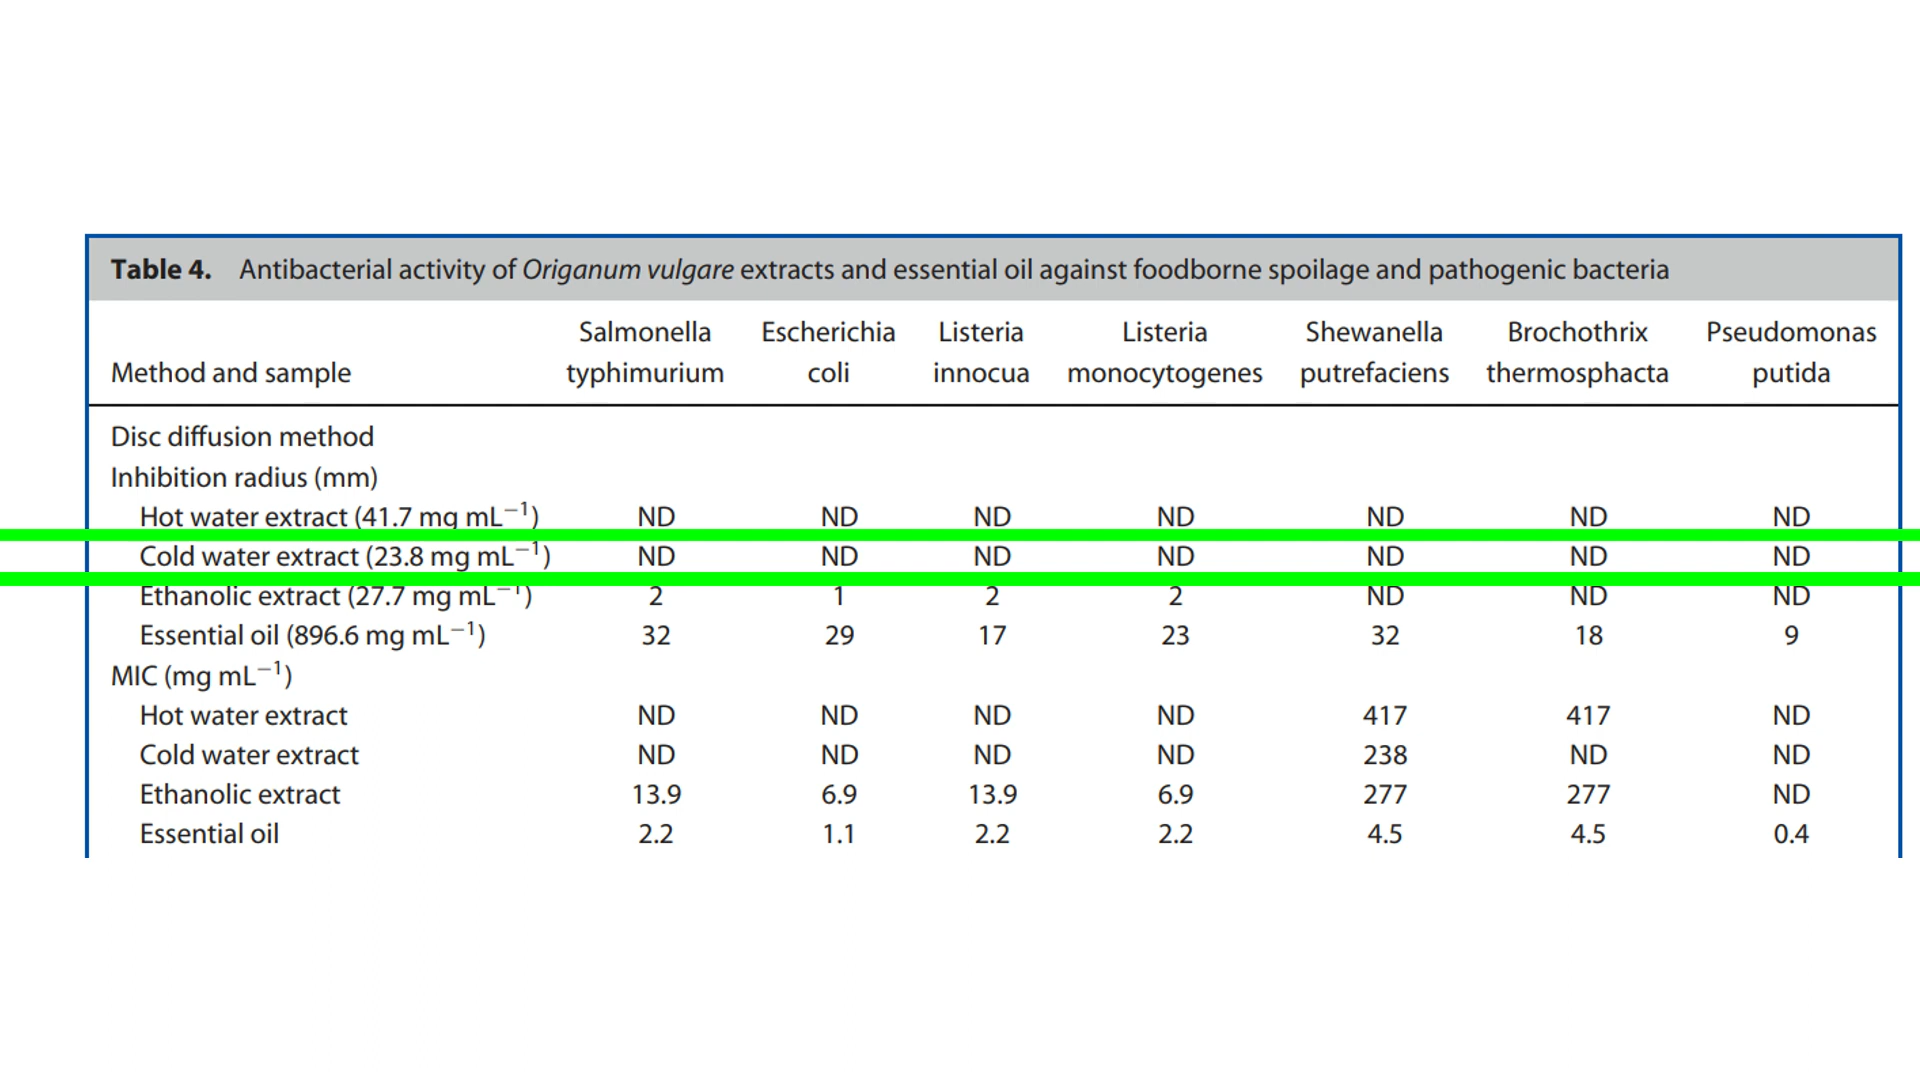 Table 4. Antibacterial activity of Origanum vulgare extracts and essential oil against foodborne spoilage and pathogenic bacteria
Salmonella Escherichia Listeria Listeria Shewanella Brochothrix Pseudomonas
Method and sample typhimurium coli innocua monocytogenes putrefaciens thermosphacta putida
Disc diffusion method
Inhibition radius (mm)
Hot water extract (41.7 mg mL⁻¹) ND ND ND ND ND ND ND
Cold water extract (23.8 mg mL⁻¹) ND ND ND ND ND ND ND
Ethanolic extract (27.7 mg mL⁻¹) 2 1 2 2 ND ND ND
Essential oil (896.6 mg mL⁻¹) 32 29 17 23 32 18 9
MIC (mg mL⁻¹)
Hot water extract ND ND ND ND 417 417 ND
Cold water extract ND ND ND ND 238 ND ND
Ethanolic extract 13.9 6.9 13.9 6.9 277 277 ND
Essential oil 2.2 1.1 2.2 2.2 4.5 4.5 0.4